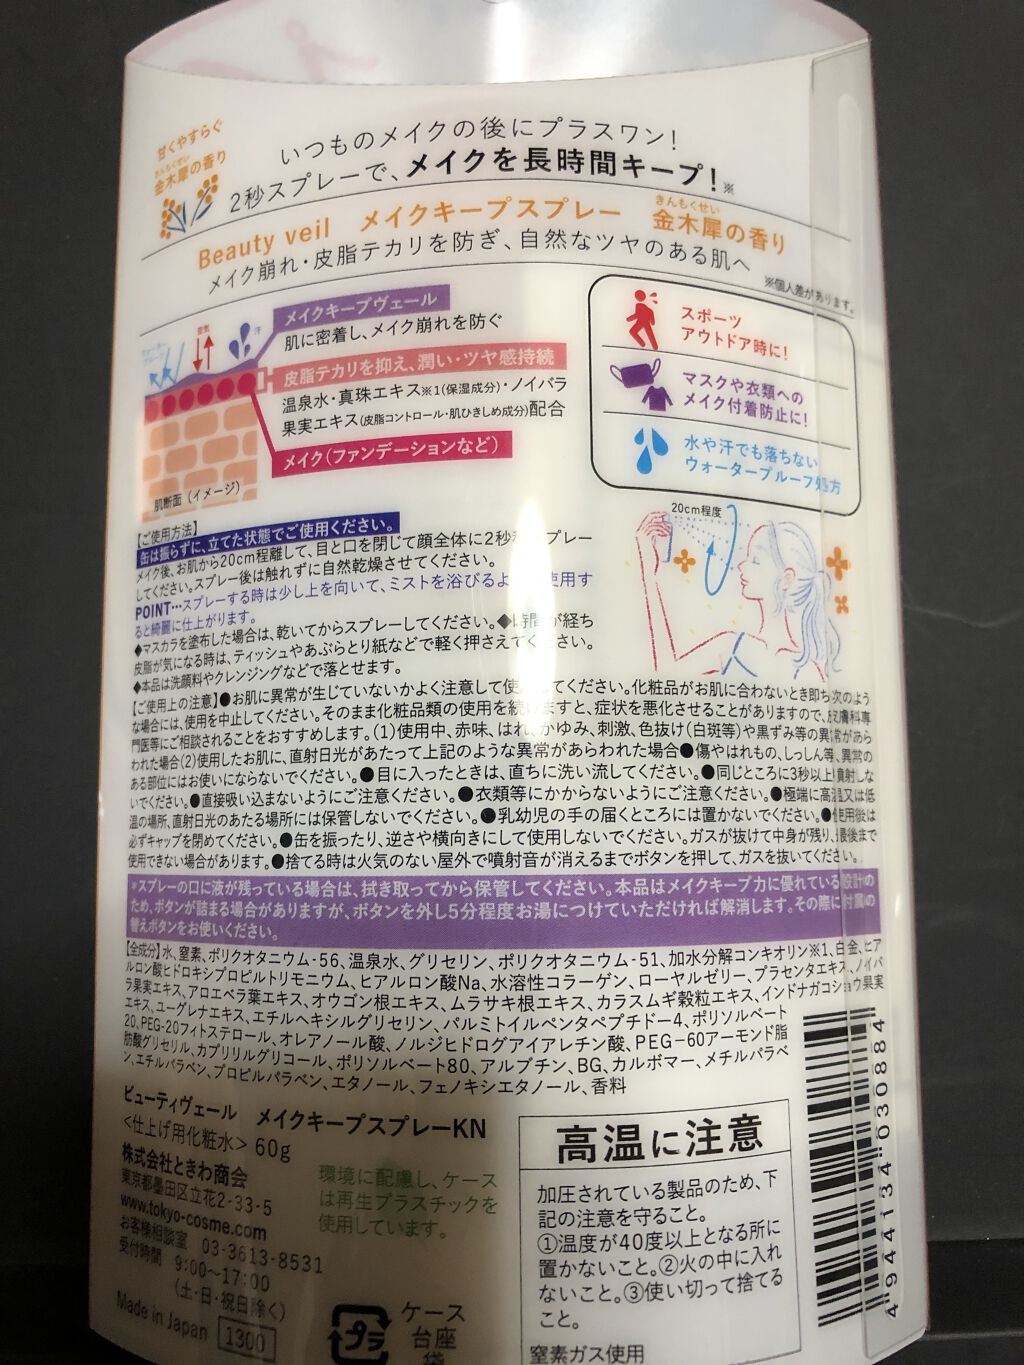 甘くやすらぐ
きんもくせい
金木犀の香り
いつものメイクの後にプラスワン!
2秒スプレーで、メイクを長時間キープ!※
Beauty veil メイクキープスプレー 金木犀の香り
きんもくせい
メイク崩れ・皮脂テカリを防ぎ、自然なツヤのある肌へ
※個人差があります。
メイクキープヴェール
肌に密着し、メイク崩れを防ぐ
空気
汗
皮脂テカリを抑え、潤い・ツヤ感持続
温泉水・真珠エキス※1(保湿成分)・ノイバラ
果実エキス(皮脂コントロール・肌ひきしめ成分)配合
メイク(ファンデーションなど)
肌断面(イメージ)
スポーツ
アウトドア時に!
マスクや衣類への
メイク付着防止に!
水や汗でも落ちない
ウォータープルーフ処方
20cm程度
【ご使用方法】
缶は振らずに、立てた状態でご使用ください。
メイク後、お肌から20cm程離して、目と口を閉じて顔全体に2秒程スプレー
してください。スプレー後は触れずに自然乾燥させてください。
POINT…スプレーする時は少し上を向いて、ミストを浴びるように使用す
ると綺麗に仕上がります。
◆マスカラを塗布した場合は、乾いてからスプレーしてください。◆時間が経ち
皮脂が気になる時は、ティッシュやあぶらとり紙などで軽く押さえてください。
◆本品は洗顔料やクレンジングなどで落とせます。
【ご使用上の注意】●お肌に異常が生じていないかよく注意して使用してください。化粧品がお肌に合わないとき即ち次のよう
な場合には、使用を中止してください。そのまま化粧品類の使用を続けますと、症状を悪化させることがありますので、皮膚科専
門医等にご相談されることをおすすめします。(1)使用中、赤味、はれ、かゆみ、刺激、色抜け(白斑等)や黒ずみ等の異常があら
われた場合(2)使用したお肌に、直射日光があたって上記のような異常があらわれた場合●傷やはれもの、しっしん等、異常の
ある部位にはお使いにならないでください。●目に入ったときは、直ちに洗い流してください。●同じところに3秒以上噴射しな
いでください。●直接吸い込まないようにご注意ください。●衣類等にかからないようにご注意ください。●極端に高温又は低
温の場所、直射日光のあたる場所には保管しないでください。●乳幼児の手の届くところには置かないでください。●使用後は
必ずキャップを閉めてください。●缶を振ったり、逆さや横向きにして使用しないでください。ガスが抜けて中身が残り、最後まで
使用できない場合があります。●捨てる時は火気のない屋外で噴射音が消えるまでボタンを押して、ガスを抜いてください。
*スプレーの口に液が残っている場合は、拭き取ってから保管してください。本品はメイクキープ力に優れている設計の
ため、ボタンが詰まる場合がありますが、ボタンを外し5分程度お湯につけていただければ解消します。その際に付属の
替えボタンをお使いください。
【全成分】水、窒素、ポリクオタニウム-56、温泉水、グリセリン、ポリクオタニウム-51、加水分解コンキオリン※1、白金、ヒア
ルロン酸ヒドロキシプロピルトリモニウム、ヒアルロン酸Na、水溶性コラーゲン、ローヤルゼリー、プラセンタエキス、ノイバ
ラ果実エキス、アロエベラ葉エキス、オウゴン根エキス、ムラサキ根エキス、カラスムギ穀粒エキス、インドナガコショウ果実
エキス、ユーグレナエキス、エチルヘキシルグリセリン、パルミトイルペンタペプチド-4、ポリソルベート
20、PEG-20フィトステロール、オレアノール酸、ノルジヒドログアイアレチン酸、PEG-60アーモンド脂
肪酸グリセリル、カプリリルグリコール、ポリソルベート80、アルブチン、BG、カルボマー、メチルパラベ
ン、エチルパラベン、プロピルパラベン、エタノール、フェノキシエタノール、香料
ビューティヴェール メイクキープスプレーKN
<仕上げ用化粧水> 60g
株式会社ときわ商会
東京都墨田区立花2-33-5
www.tokyo-cosme.com
お客様相談室 03-3613-8531
受付時間 9:00〜17:00
(土・日・祝日除く)
Made in Japan 1300
環境に配慮し、ケース
は再生プラスチックを
使用しています。
プラ
ケース
台座
袋
高温に注意
加圧されている製品のため、下
記の注意を守ること。
①温度が40度以上となる所に
置かないこと。②火の中に入れ
ないこと。③使い切って捨てる
こと。
窒素ガス使用
4944134030884